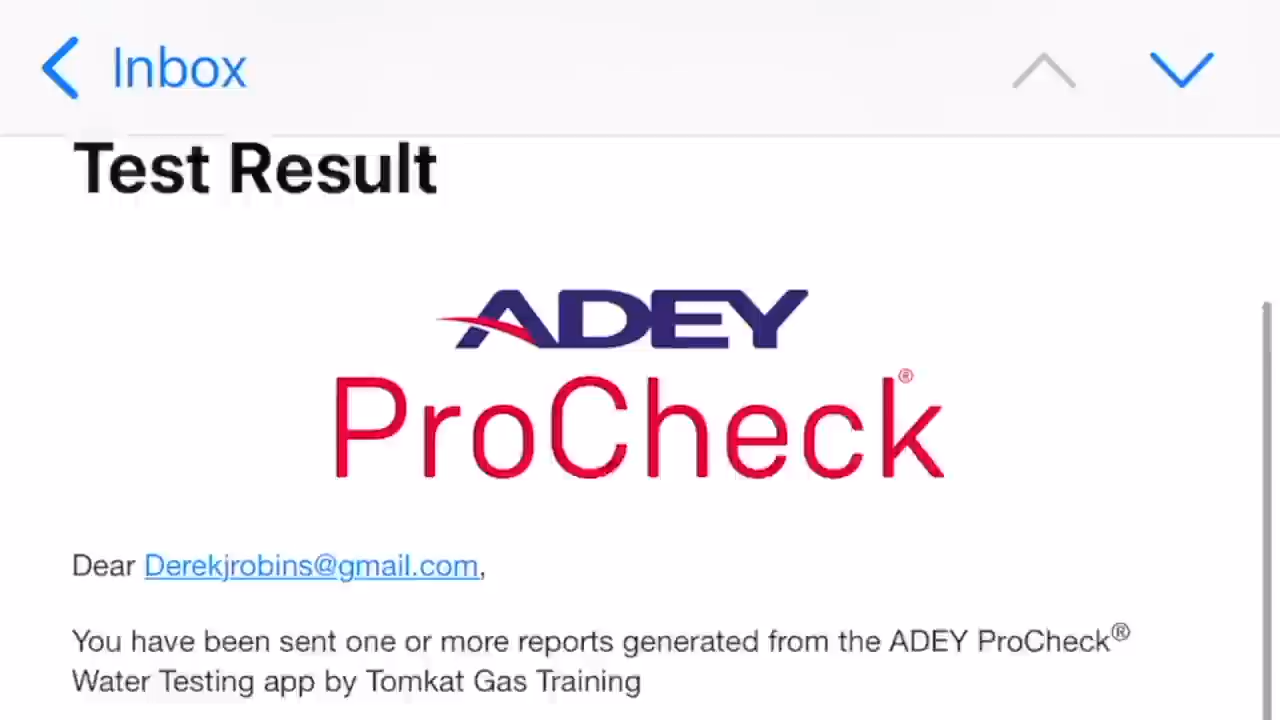 Inbox
Test Result
ADEY
ProCheck®
Dear Derekjrobins@gmail.com,
You have been sent one or more reports generated from the ADEY ProCheck®
Water Testing app by Tomkat Gas Training